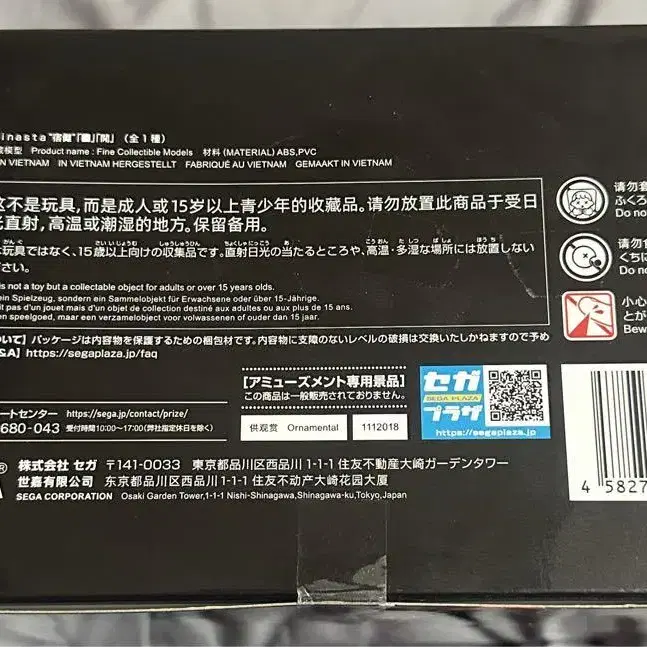 inasta "宿儺"「■」「開」 (全1種)
模型 Product name : Fine Collectible Models 材料 (MATERIAL) ABS,PVC
IN VIETNAM IN VIETNAM HERGESTELLT FABRIQUÉ AU VIETNAM GEMAAKT IN VIETNAM
这不是玩具,而是成人或15岁以上青少年的收藏品。请勿放置此商品于受日
光直射,高温或潮湿的地方。保留备用。
は玩具ではなく、15歳以上向けの収集品です。直射日光の当たるところや、高温・多湿な場所には放置しない
ださい。
is not a toy but a collectable object for adults or over 15 years olds.
ein Spielzeug, sondern ein Sammelobjekt für Erwachsene oder über 15-Jährige.
it pas d'un jouet mais d'un objet de collection destiné aux adultes ou aux plus de 15 ans.
een speelgoed, maar een verzamelobject voor volwassenen of ouder dan 15 jaar.
ついて] パッケージは内容物を保護するための梱包材です。内容物に支障のないレベルの破損は交換いたしかねますので予め
&A] https://segaplaza.jp/faq
请勿套
ふくろ
Do no
请勿食
くちに
Do no
小心
とが
Bew
[アミューズメント専用景品]
この商品は一般販売されておりません。
供观赏 Ornamental 1112018
セガ
SEGA PLAZA
プラザ
https://segaplaza.jp/
ートセンター https://sega.jp/contact/prize/
680-043 受付時間10:00〜17:00(弊社指定休日を除く)
® 株式会社 セガ 〒141-0033 東京都品川区西品川 1-1-1 住友不動産大崎ガーデンタワー
世嘉有限公司 东京都品川区西品川 1-1-1 住友不动产大崎花园大厦
SEGA CORPORATION Osaki Garden Tower,1-1-1 Nishi-Shinagawa,Shinagawa-ku,Tokyo,Japan
4 5827